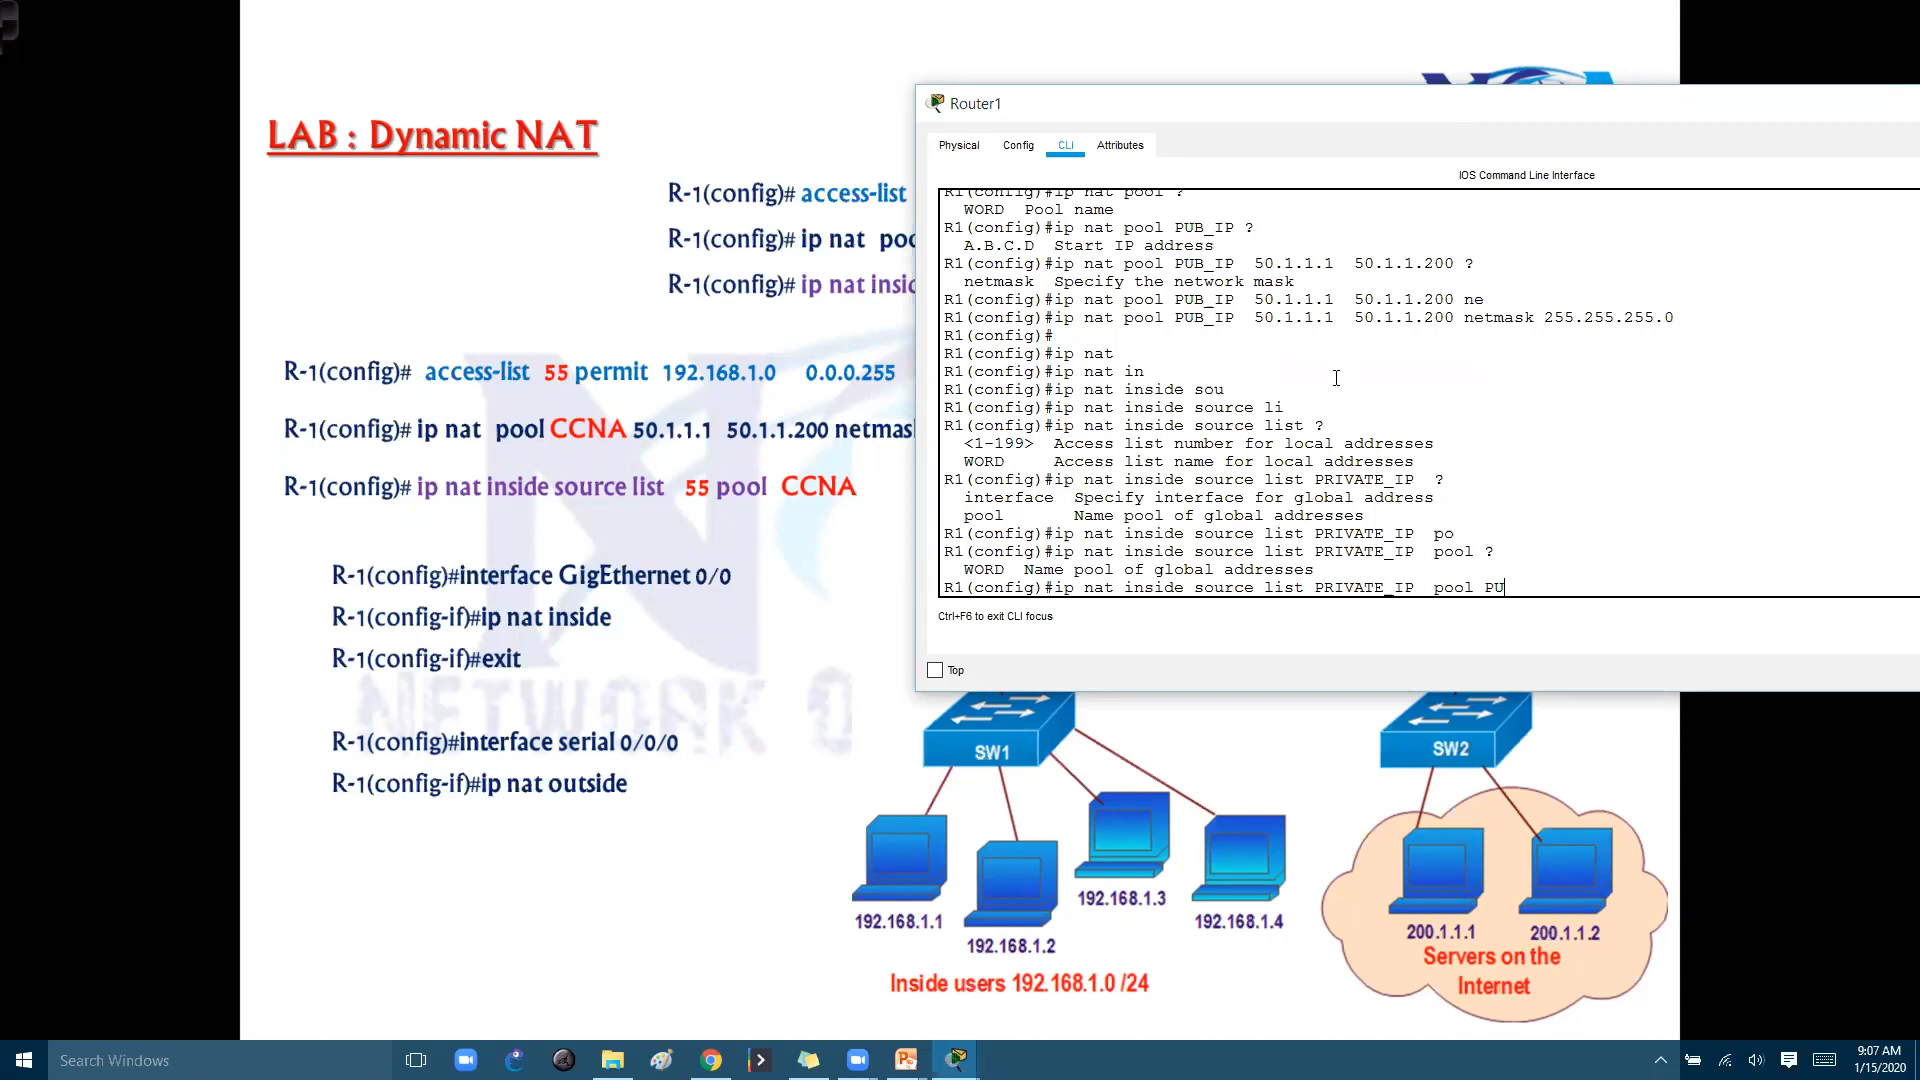 LAB : Dynamic NAT
R-1(config)# access-list
R-1(config)# ip nat poo
R-1(config)# ip nat insid
R-1(config)# access-list 55 permit 192.168.1.0 0.0.0.255
R-1(config)# ip nat pool CCNA 50.1.1.1 50.1.1.200 netmas
R-1(config)# ip nat inside source list 55 pool CCNA
R-1(config)#interface GigEthernet 0/0
R-1(config-if)#ip nat inside
R-1(config-if)#exit
R-1(config)#interface serial 0/0/0
R-1(config-if)#ip nat outside
NETWORK
Router1
Physical Config CLI Attributes
IOS Command Line Interface
R1(config)#ip nat pool ?
WORD Pool name
R1(config)#ip nat pool PUB_IP ?
A.B.C.D Start IP address
R1(config)#ip nat pool PUB_IP 50.1.1.1 50.1.1.200 ?
netmask Specify the network mask
R1(config)#ip nat pool PUB_IP 50.1.1.1 50.1.1.200 ne
R1(config)#ip nat pool PUB_IP 50.1.1.1 50.1.1.200 netmask 255.255.255.0
R1(config)#
R1(config)#ip nat
R1(config)#ip nat in
R1(config)#ip nat inside sou
R1(config)#ip nat inside source li
R1(config)#ip nat inside source list ?
<1-199> Access list number for local addresses
WORD Access list name for local addresses
R1(config)#ip nat inside source list PRIVATE_IP ?
interface Specify interface for global address
pool Name pool of global addresses
R1(config)#ip nat inside source list PRIVATE_IP po
R1(config)#ip nat inside source list PRIVATE_IP pool ?
WORD Name pool of global addresses
R1(config)#ip nat inside source list PRIVATE_IP pool PU
Ctrl+F6 to exit CLI focus
Top
SW1
SW2
192.168.1.1
192.168.1.2
192.168.1.3
192.168.1.4
Inside users 192.168.1.0 /24
200.1.1.1
200.1.1.2
Servers on the
Internet
Search Windows
9:07 AM
1/15/2020